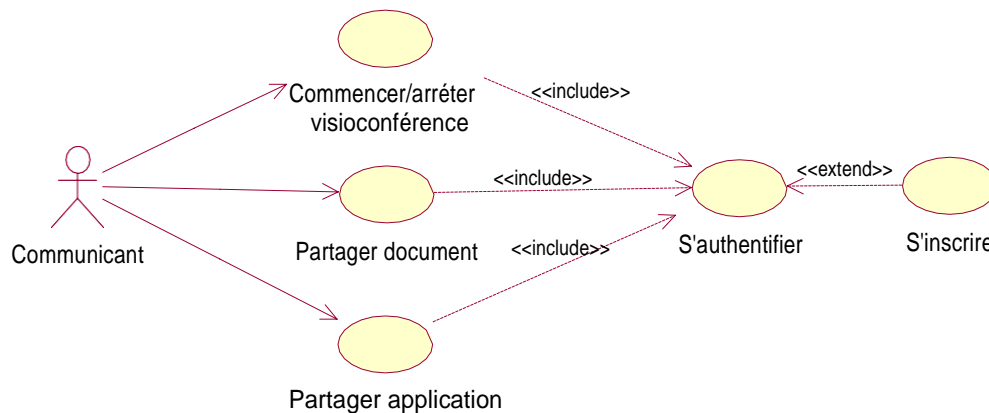 Commencer/arréter
visioconférence
<<include>>
Communicant
Partager document
<<include>>
<<include>>
S'authentifier
<<extend>>
S'inscrire
Partager application